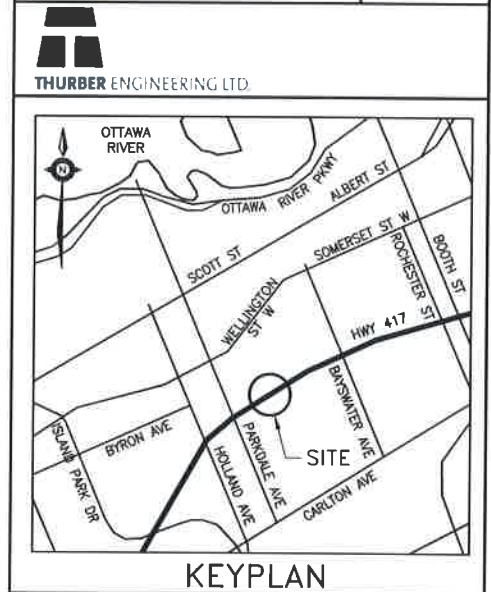 THURBER ENGINEERING LTD.
OTTAWA
RIVER
N
OTTAWA RIVER PKWY
ALBERT ST
SCOTT ST
SOMERSET ST W
WELLINGTON
ST W
ROCHESTER ST
BOOTH ST
HWY 417
BAYSWATER AVE
ISLAND PARK DR
BYRON AVE
HOLLAND AVE
PARKDALE AVE
SITE
CARLTON AVE
KEYPLAN